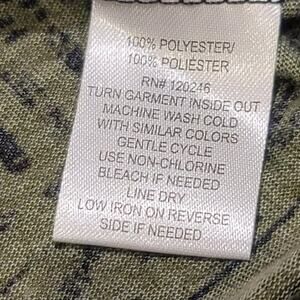 100% POLYESTER/
100% POLIÉSTER
RN# 120246
TURN GARMENT INSIDE OUT
MACHINE WASH COLD
WITH SIMILAR COLORS
GENTLE CYCLE
USE NON-CHLORINE
BLEACH IF NEEDED
LINE DRY
LOW IRON ON REVERSE
SIDE IF NEEDED